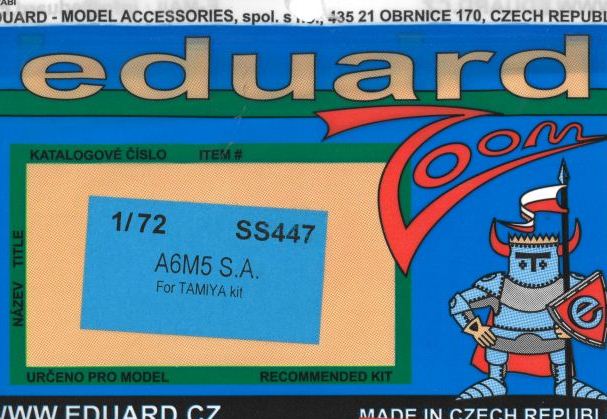 EDUARD - MODEL ACCESSORIES, spol. s r.o., 435 21 OBRNICE 170, CZECH REPUBL
eduard
Zoom
KATALOGOVÉ ČÍSLO ITEM #
1/72 SS447
A6M5 S.A.
For TAMIYA kit
NÁZEV TITLE
e
URČENO PRO MODEL RECOMMENDED KIT
WWW.EDUARD.CZ MADE IN CZECH REPUBL